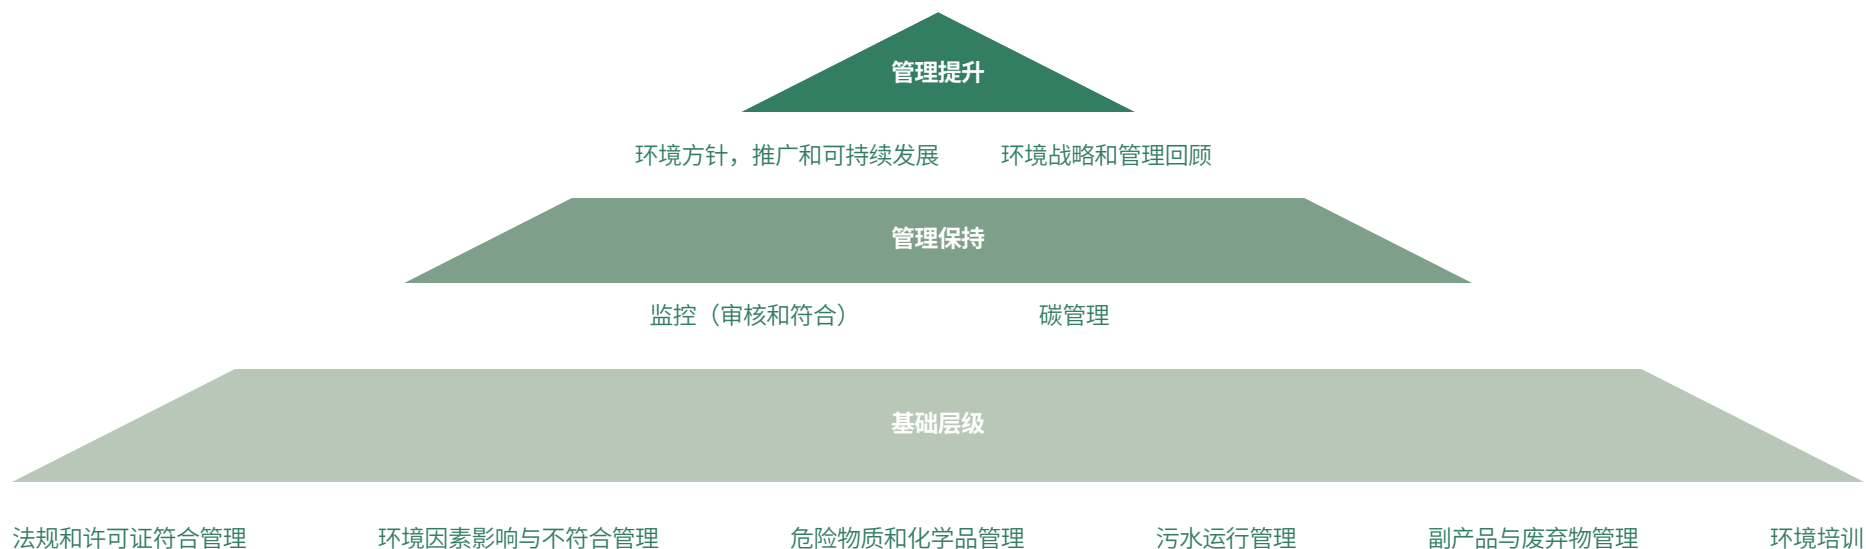 管理提升
环境方针，推广和可持续发展 环境战略和管理回顾
管理保持
监控（审核和符合） 碳管理
基础层级
法规和许可证符合管理 环境因素影响与不符合管理 危险物质和化学品管理 污水运行管理 副产品与废弃物管理 环境培训